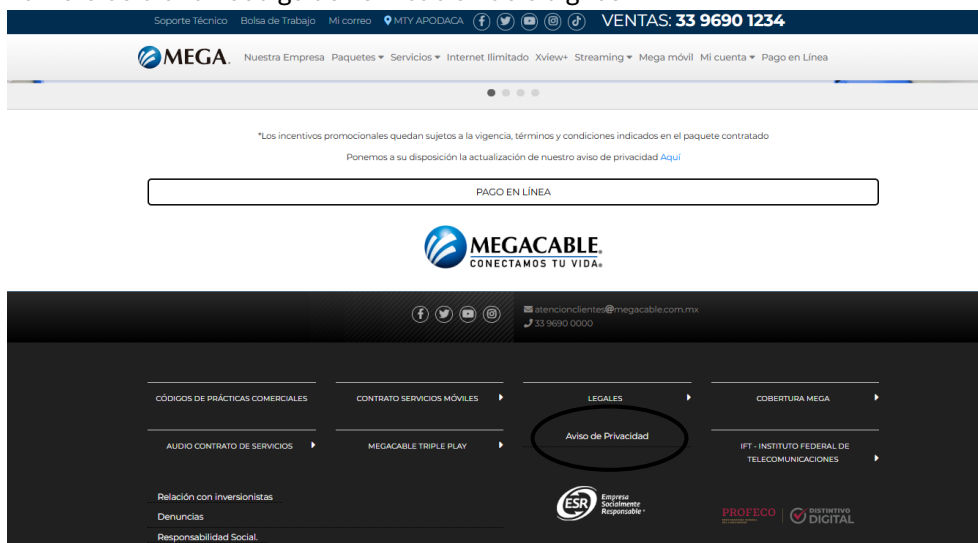 Soporte Técnico Bolsa de Trabajo Mi correo MTY APODACA VENTAS: 33 9690 1234
MEGA. Nuestra Empresa Paquetes Servicios Internet Ilimitado Xview+ Streaming Mega móvil Mi cuenta Pago en Línea
*Los incentivos promocionales quedan sujetos a la vigencia, términos y condiciones indicados en el paquete contratado
Ponemos a su disposición la actualización de nuestro aviso de privacidad Aquí
PAGO EN LÍNEA
MEGACABLE.
CONECTAMOS TU VIDA.
atencionclientes@megacable.com.mx
33 9690 0000
CÓDIGOS DE PRÁCTICAS COMERCIALES CONTRATO SERVICIOS MÓVILES LEGALES COBERTURA MEGA
Aviso de Privacidad
AUDIO CONTRATO DE SERVICIOS MEGACABLE TRIPLE PLAY IFT - INSTITUTO FEDERAL DE
TELECOMUNICACIONES
Relación con inversionistas
Denuncias
Responsabilidad Social.
ESR Empresa
Socialmente
Responsable
PROFECO DISTINTIVO
DIGITAL